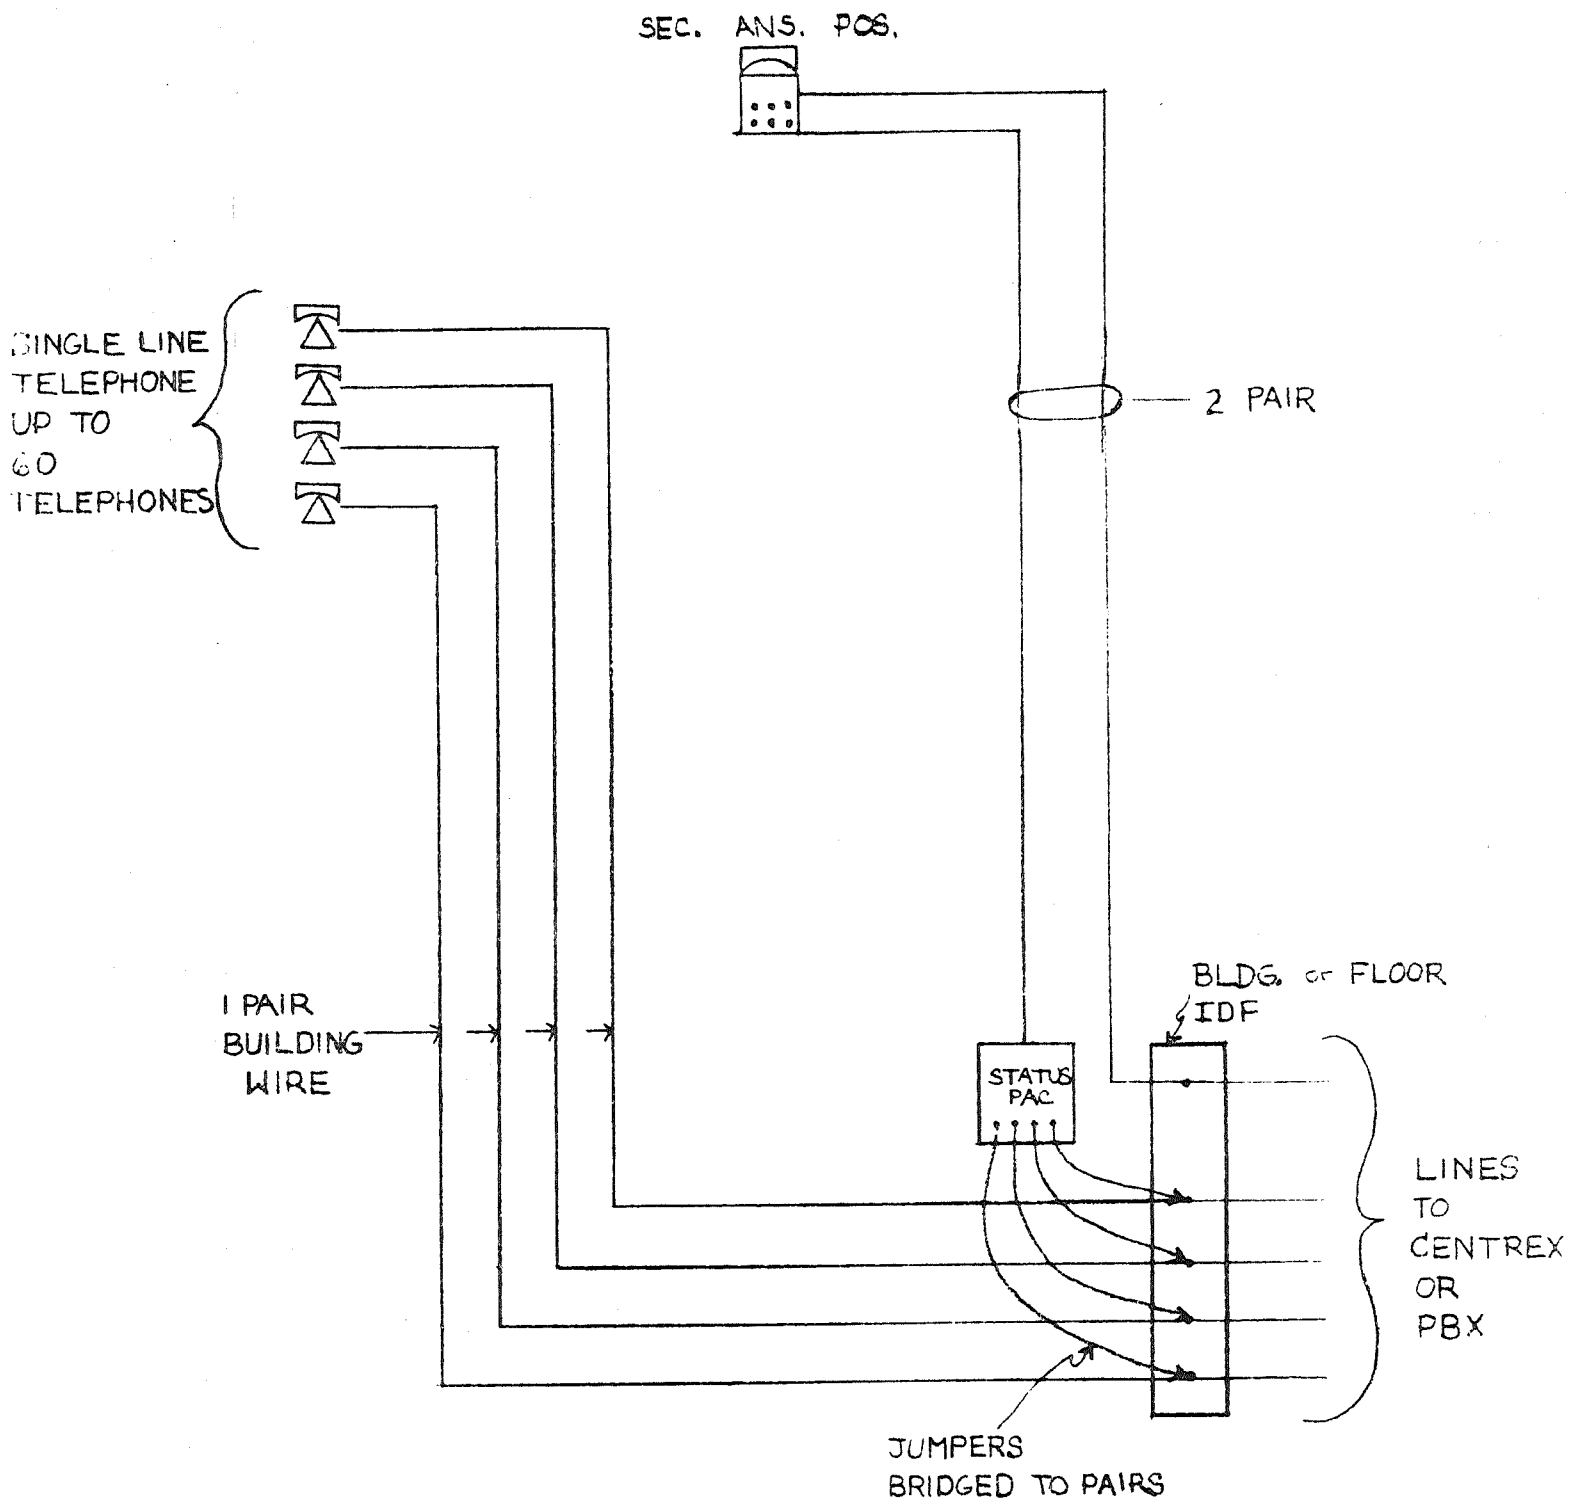 SEC. ANS. POS.
SINGLE LINE
TELEPHONE
UP TO
60
TELEPHONES
2 PAIR
1 PAIR
BUILDING
WIRE
BLDG. or FLOOR
IDF
STATUS
PAC
LINES
TO
CENTREX
OR
PBX
JUMPERS
BRIDGED TO PAIRS